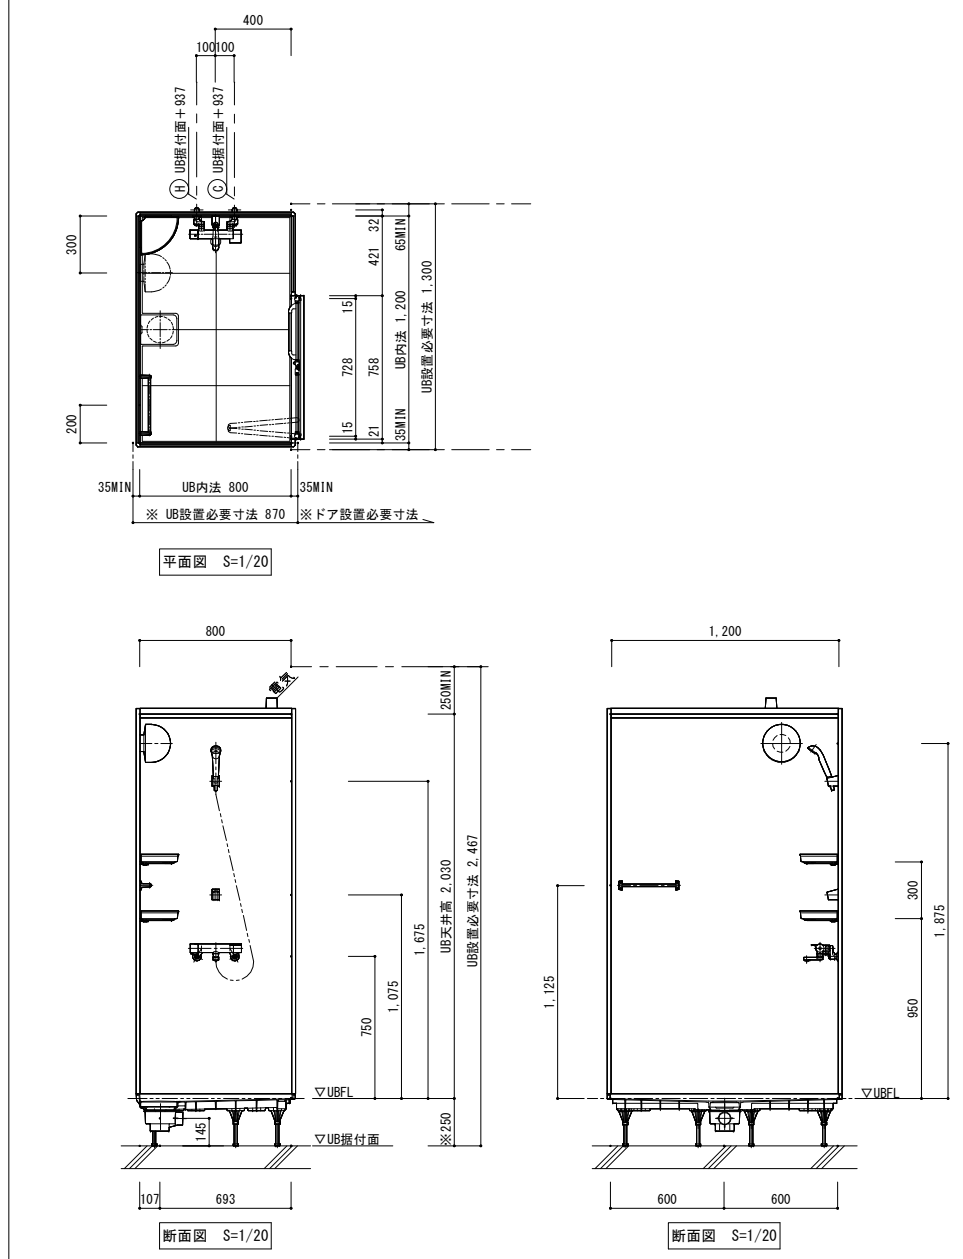 400
100 100
Ⓗ UB据付面＋937
Ⓒ UB据付面＋937
300
200
32
421
15
728
758
15
21
65MIN
UB内法 1,200
35MIN
UB設置必要寸法 1,300
35MIN
UB内法 800
35MIN
※ UB設置必要寸法 870
※ドア設置必要寸法
平面図 S=1/20
800
電気
250MIN
UB天井高 2,030
UB設置必要寸法 2,467
1,675
1,075
750
▽UBFL
145
▽UB据付面
※250
107
693
断面図 S=1/20
1,200
300
1,875
1,125
950
▽UBFL
600
600
断面図 S=1/20